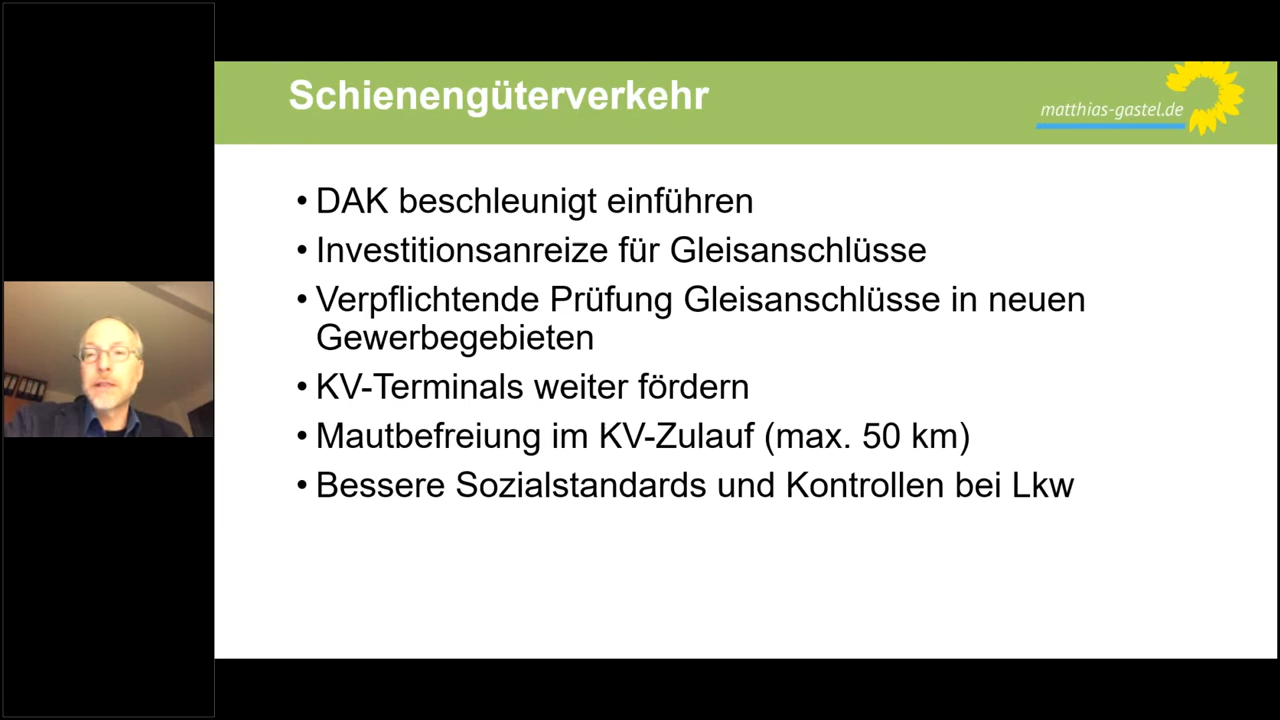 Schienengüterverkehr
matthias-gastel.de
• DAK beschleunigt einführen
• Investitionsanreize für Gleisanschlüsse
• Verpflichtende Prüfung Gleisanschlüsse in neuen
Gewerbegebieten
• KV-Terminals weiter fördern
• Mautbefreiung im KV-Zulauf (max. 50 km)
• Bessere Sozialstandards und Kontrollen bei Lkw